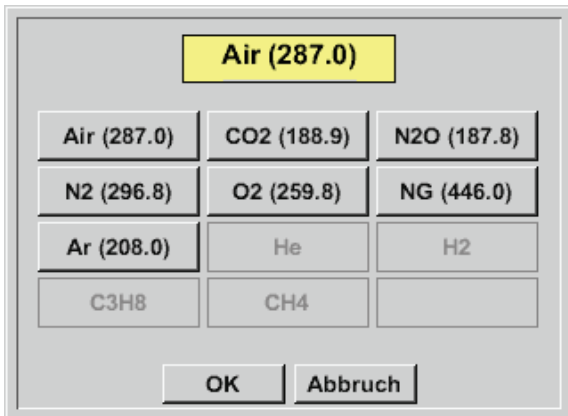 Air (287.0)
Air (287.0) CO2 (188.9) N2O (187.8)
N2 (296.8) O2 (259.8) NG (446.0)
Ar (208.0) He H2
C3H8 CH4
OK Abbruch